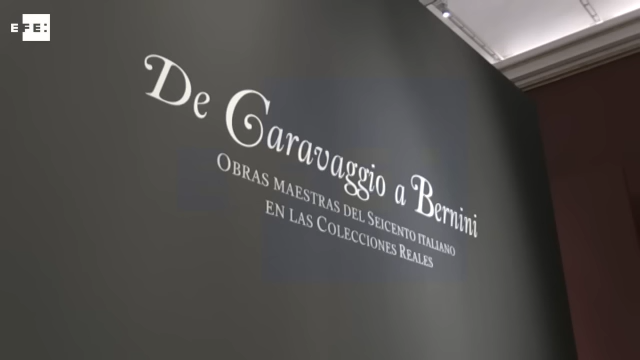 EFE:
De Caravaggio a Bernini
Obras maestras del Seicento italiano
en las Colecciones Reales